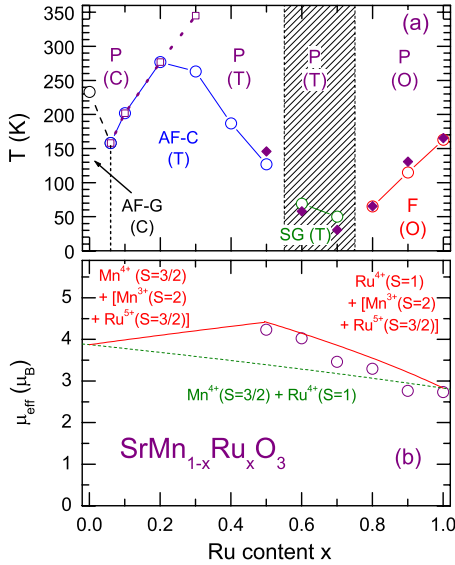 (a)
350
300
250
200
150
100
50
0
T (K)
P
(C)
P
(T)
P
(T)
P
(O)
AF-C
(T)
AF-G
(C)
SG (T)
F
(O)
Mn⁴⁺(S=3/2)
+ [Mn³⁺(S=2)
+ Ru⁵⁺(S=3/2)]
Ru⁴⁺(S=1)
+ [Mn³⁺(S=2)
+ Ru⁵⁺(S=3/2)]
5
4
3
2
1
0
μeff (μB)
Mn⁴⁺(S=3/2) + Ru⁴⁺(S=1)
SrMn₁₋ₓRuₓO₃
(b)
0.0 0.2 0.4 0.6 0.8 1.0
Ru content x